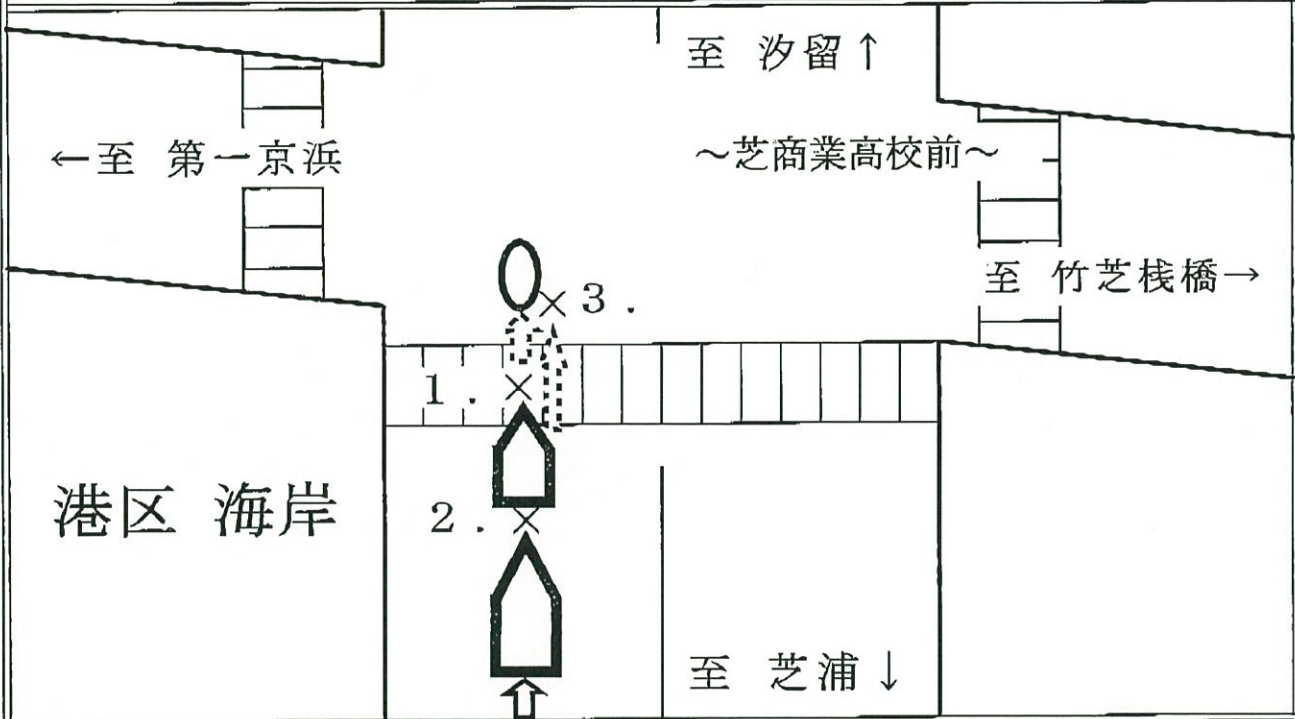 至 汐留↑
←至 第一京浜
～芝商業高校前～
至 竹芝桟橋→
3.
1.
港区 海岸
2.
至 芝浦↓